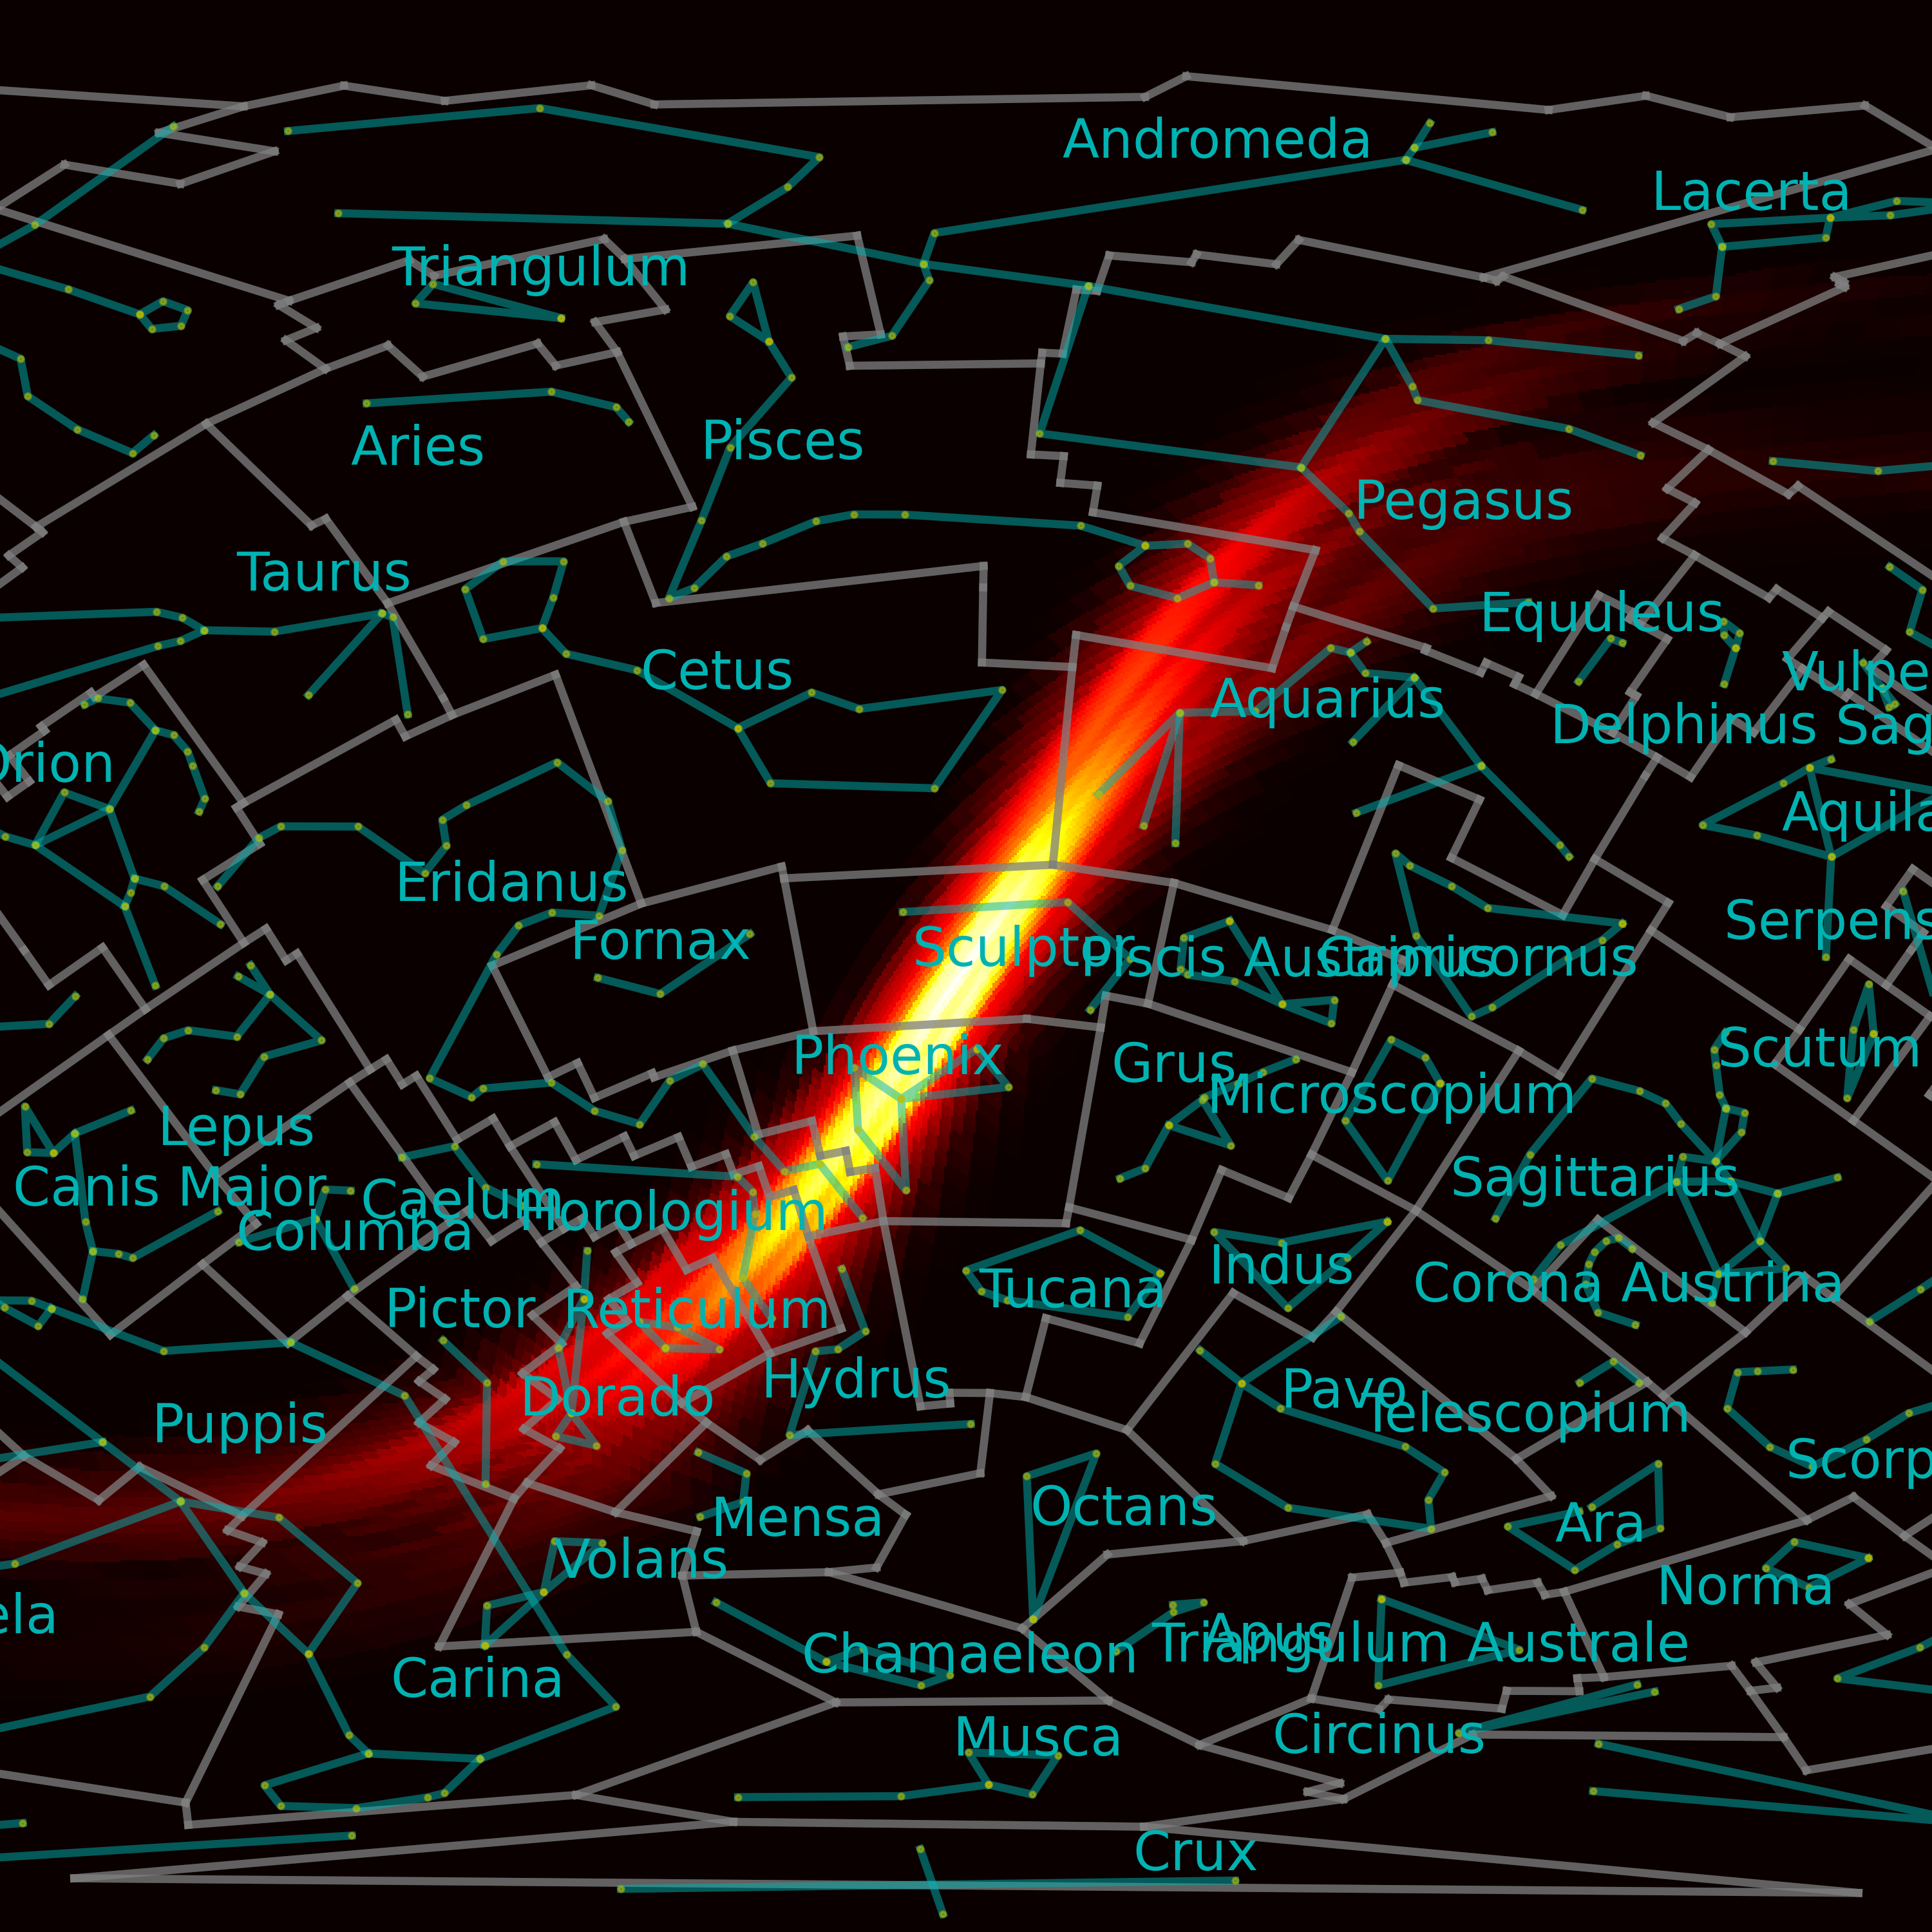 Andromeda
Lacerta
Triangulum
Aries
Pisces
Pegasus
Taurus
Equuleus
Cetus
Aquarius
Vulpe
Delphinus Sag
Orion
Aquila
Eridanus
Fornax
Sculptor
Piscis Austrinus
Capricornus
Serpens
Phoenix
Grus
Microscopium
Scutum
Lepus
Canis Major
Caelum
Columba
Horologium
Sagittarius
Pictor
Reticulum
Tucana
Indus
Corona Austrina
Puppis
Dorado
Hydrus
Pavo
Telescopium
Scorp
Mensa
Octans
Ara
Volans
Norma
ela
Carina
Chamaeleon
Apus
Triangulum Australe
Musca
Circinus
Crux